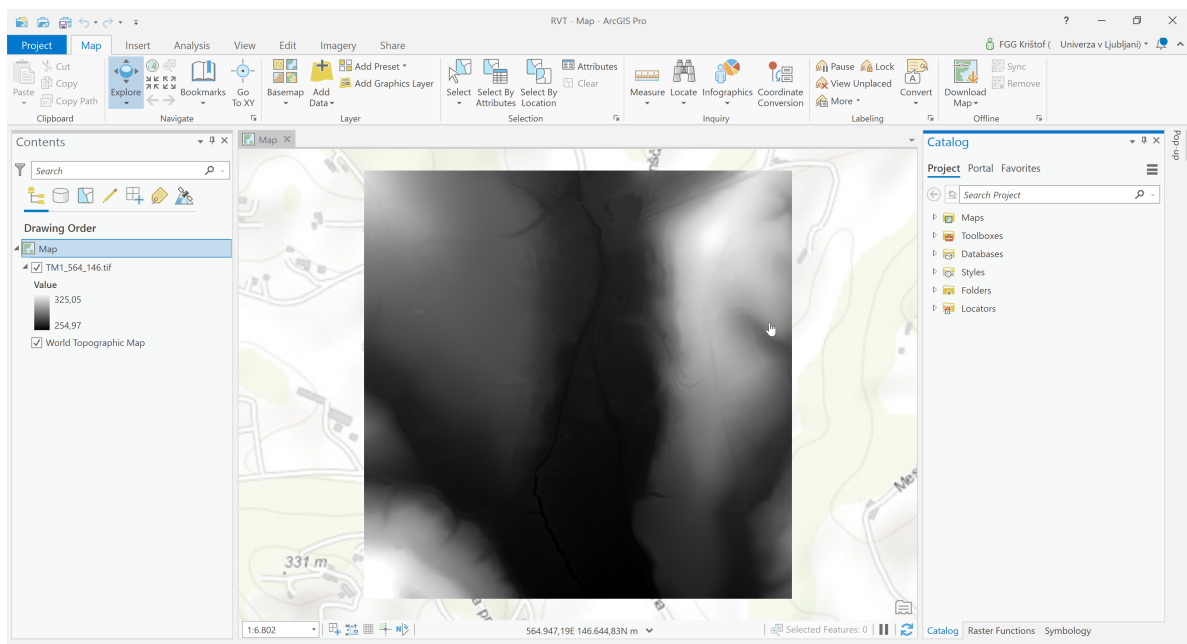 RVT - Map - ArcGIS Pro
?
Project Map Insert Analysis View Edit Imagery Share
FGG Krištof ( Univerza v Ljubljani)
Paste
Cut
Copy
Copy Path
Clipboard
Explore
Bookmarks
Go
To XY
Navigate
Basemap
Add
Data
Add Preset
Add Graphics Layer
Layer
Select
Select By
Attributes
Select By
Location
Attributes
Clear
Selection
Measure
Locate
Infographics
Coordinate
Conversion
Inquiry
Pause
Lock
View Unplaced
More
Convert
Labeling
Download
Map
Sync
Remove
Offline
Contents
Search
Drawing Order
Map
TM1_564_146.tif
Value
325,05
254,97
World Topographic Map
Map
331 m
Mes
1:6.802
564.947,19E 146.644,83N m
Selected Features: 0
Catalog
Project Portal Favorites
Search Project
Maps
Toolboxes
Databases
Styles
Folders
Locators
Catalog Raster Functions Symbology
Pop-up